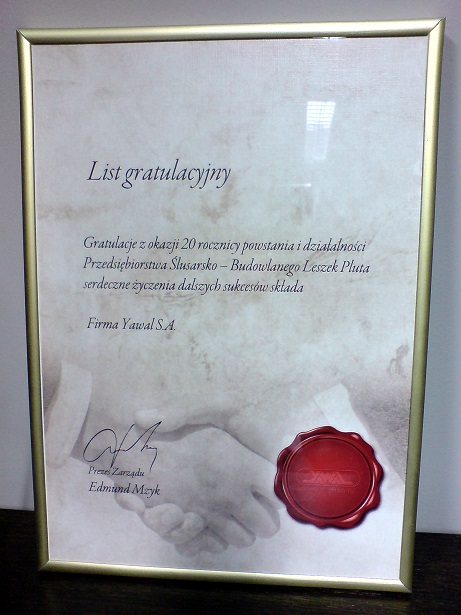 List gratulacyjny
Gratulacje z okazji 20 rocznicy powstania i działalności
Przedsiębiorstwa Ślusarsko – Budowlanego Leszek Pluta
serdeczne życzenia dalszych sukcesów składa
Firma Yawal S.A.
Prezes Zarządu
Edmund Mzyk